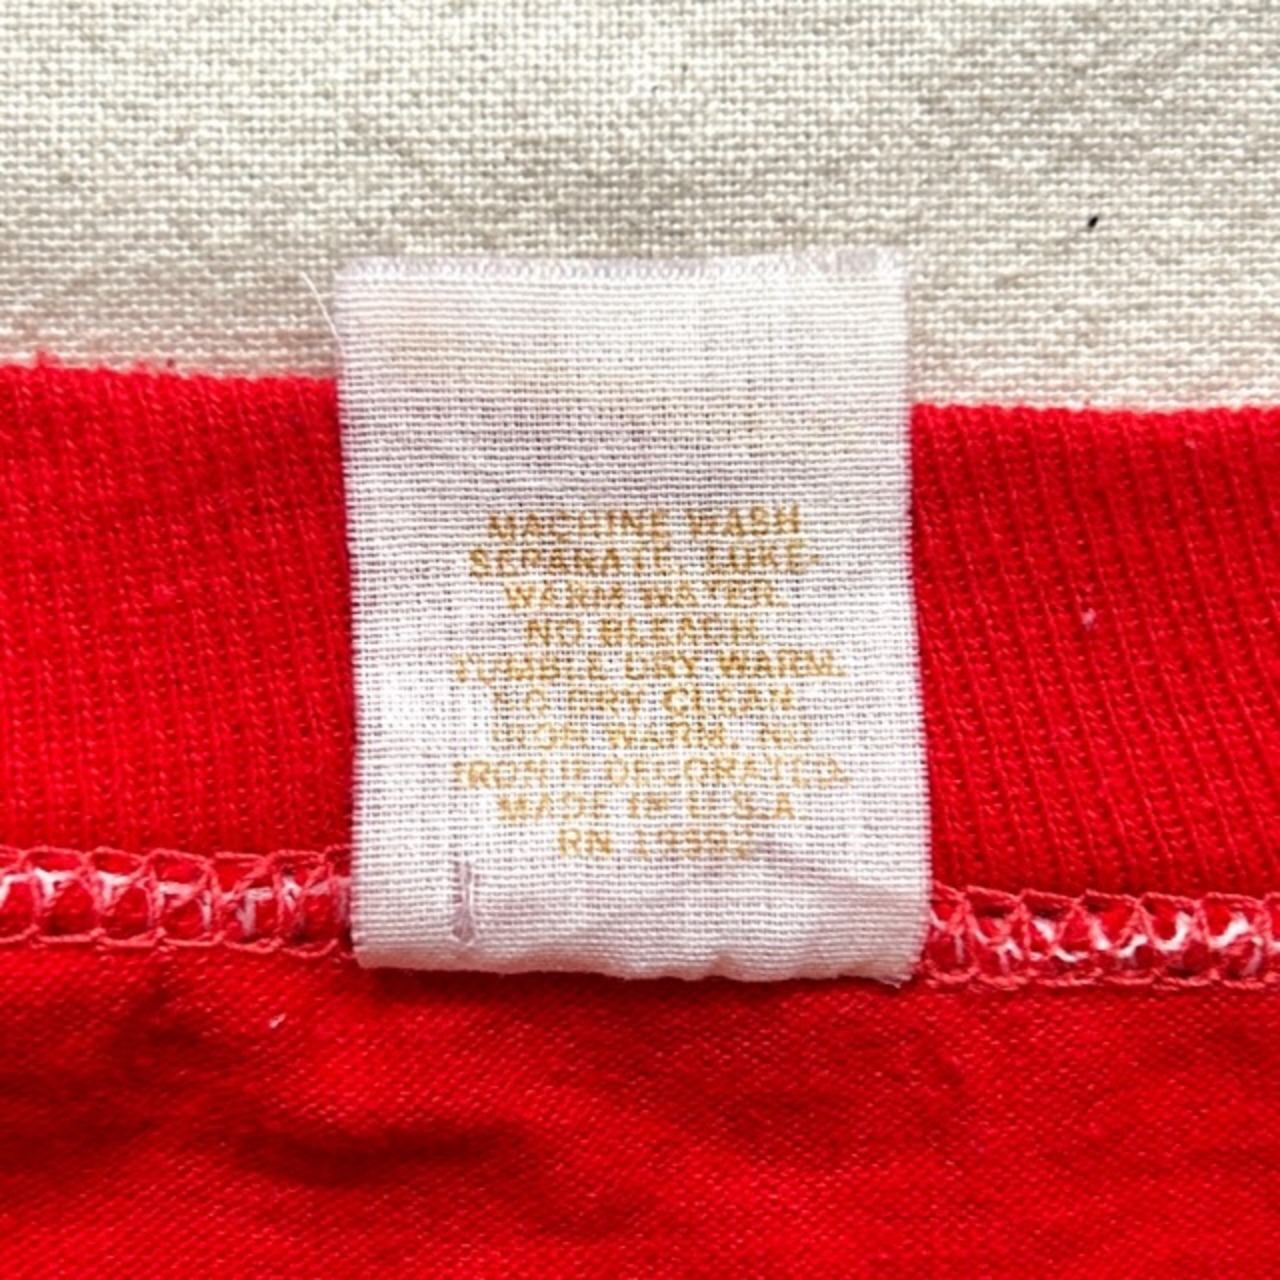 MACHINE WASH
SEPARATE. LUKE-
WARM WATER.
NO BLEACH.
TUMBLE DRY WARM.
DRY CLEAN.
WARM. NO
IRON IF DECORATED.
MADE IN U.S.A.
RN